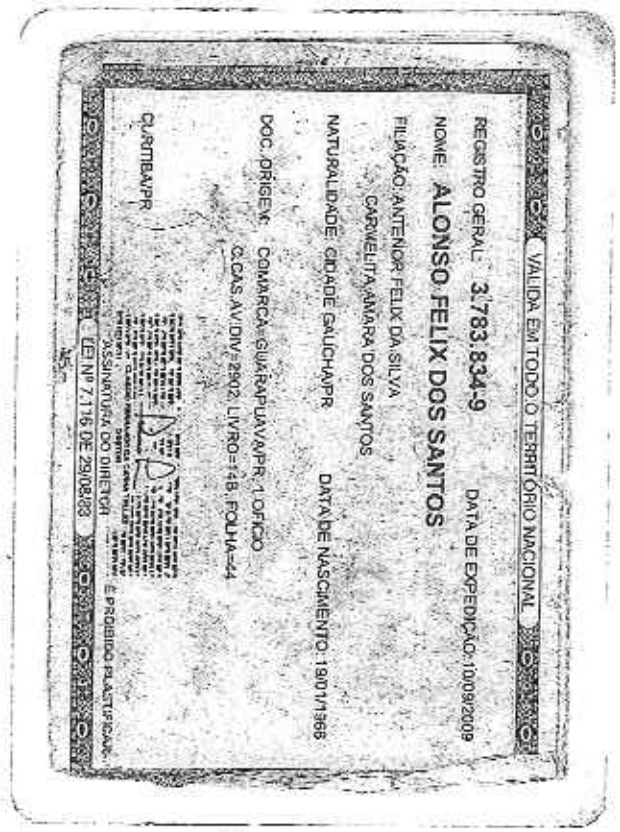 VÁLIDA EM TODO O TERRITÓRIO NACIONAL
REGISTRO GERAL: 3.783.834-9 DATA DE EXPEDIÇÃO: 10/09/2009
NOME: ALONSO FELIX DOS SANTOS
FILIAÇÃO: ANTENOR FELIX DA SILVA
CARMELITA AMARA DOS SANTOS
NATURALIDADE: CIDADE GAUCHA/PR DATA DE NASCIMENTO: 19/01/1966
DOC. ORIGEM: COMARCA=GUARAPUAVA/PR, 1 OFICIO
C.CAS.AV/DIV=2902, LIVRO=14B, FOLHA=44
CURITIBA/PR
ASSINATURA DO DIRETOR
É PROIBIDO PLASTIFICAR
LEI Nº 7.116 DE 29/08/83